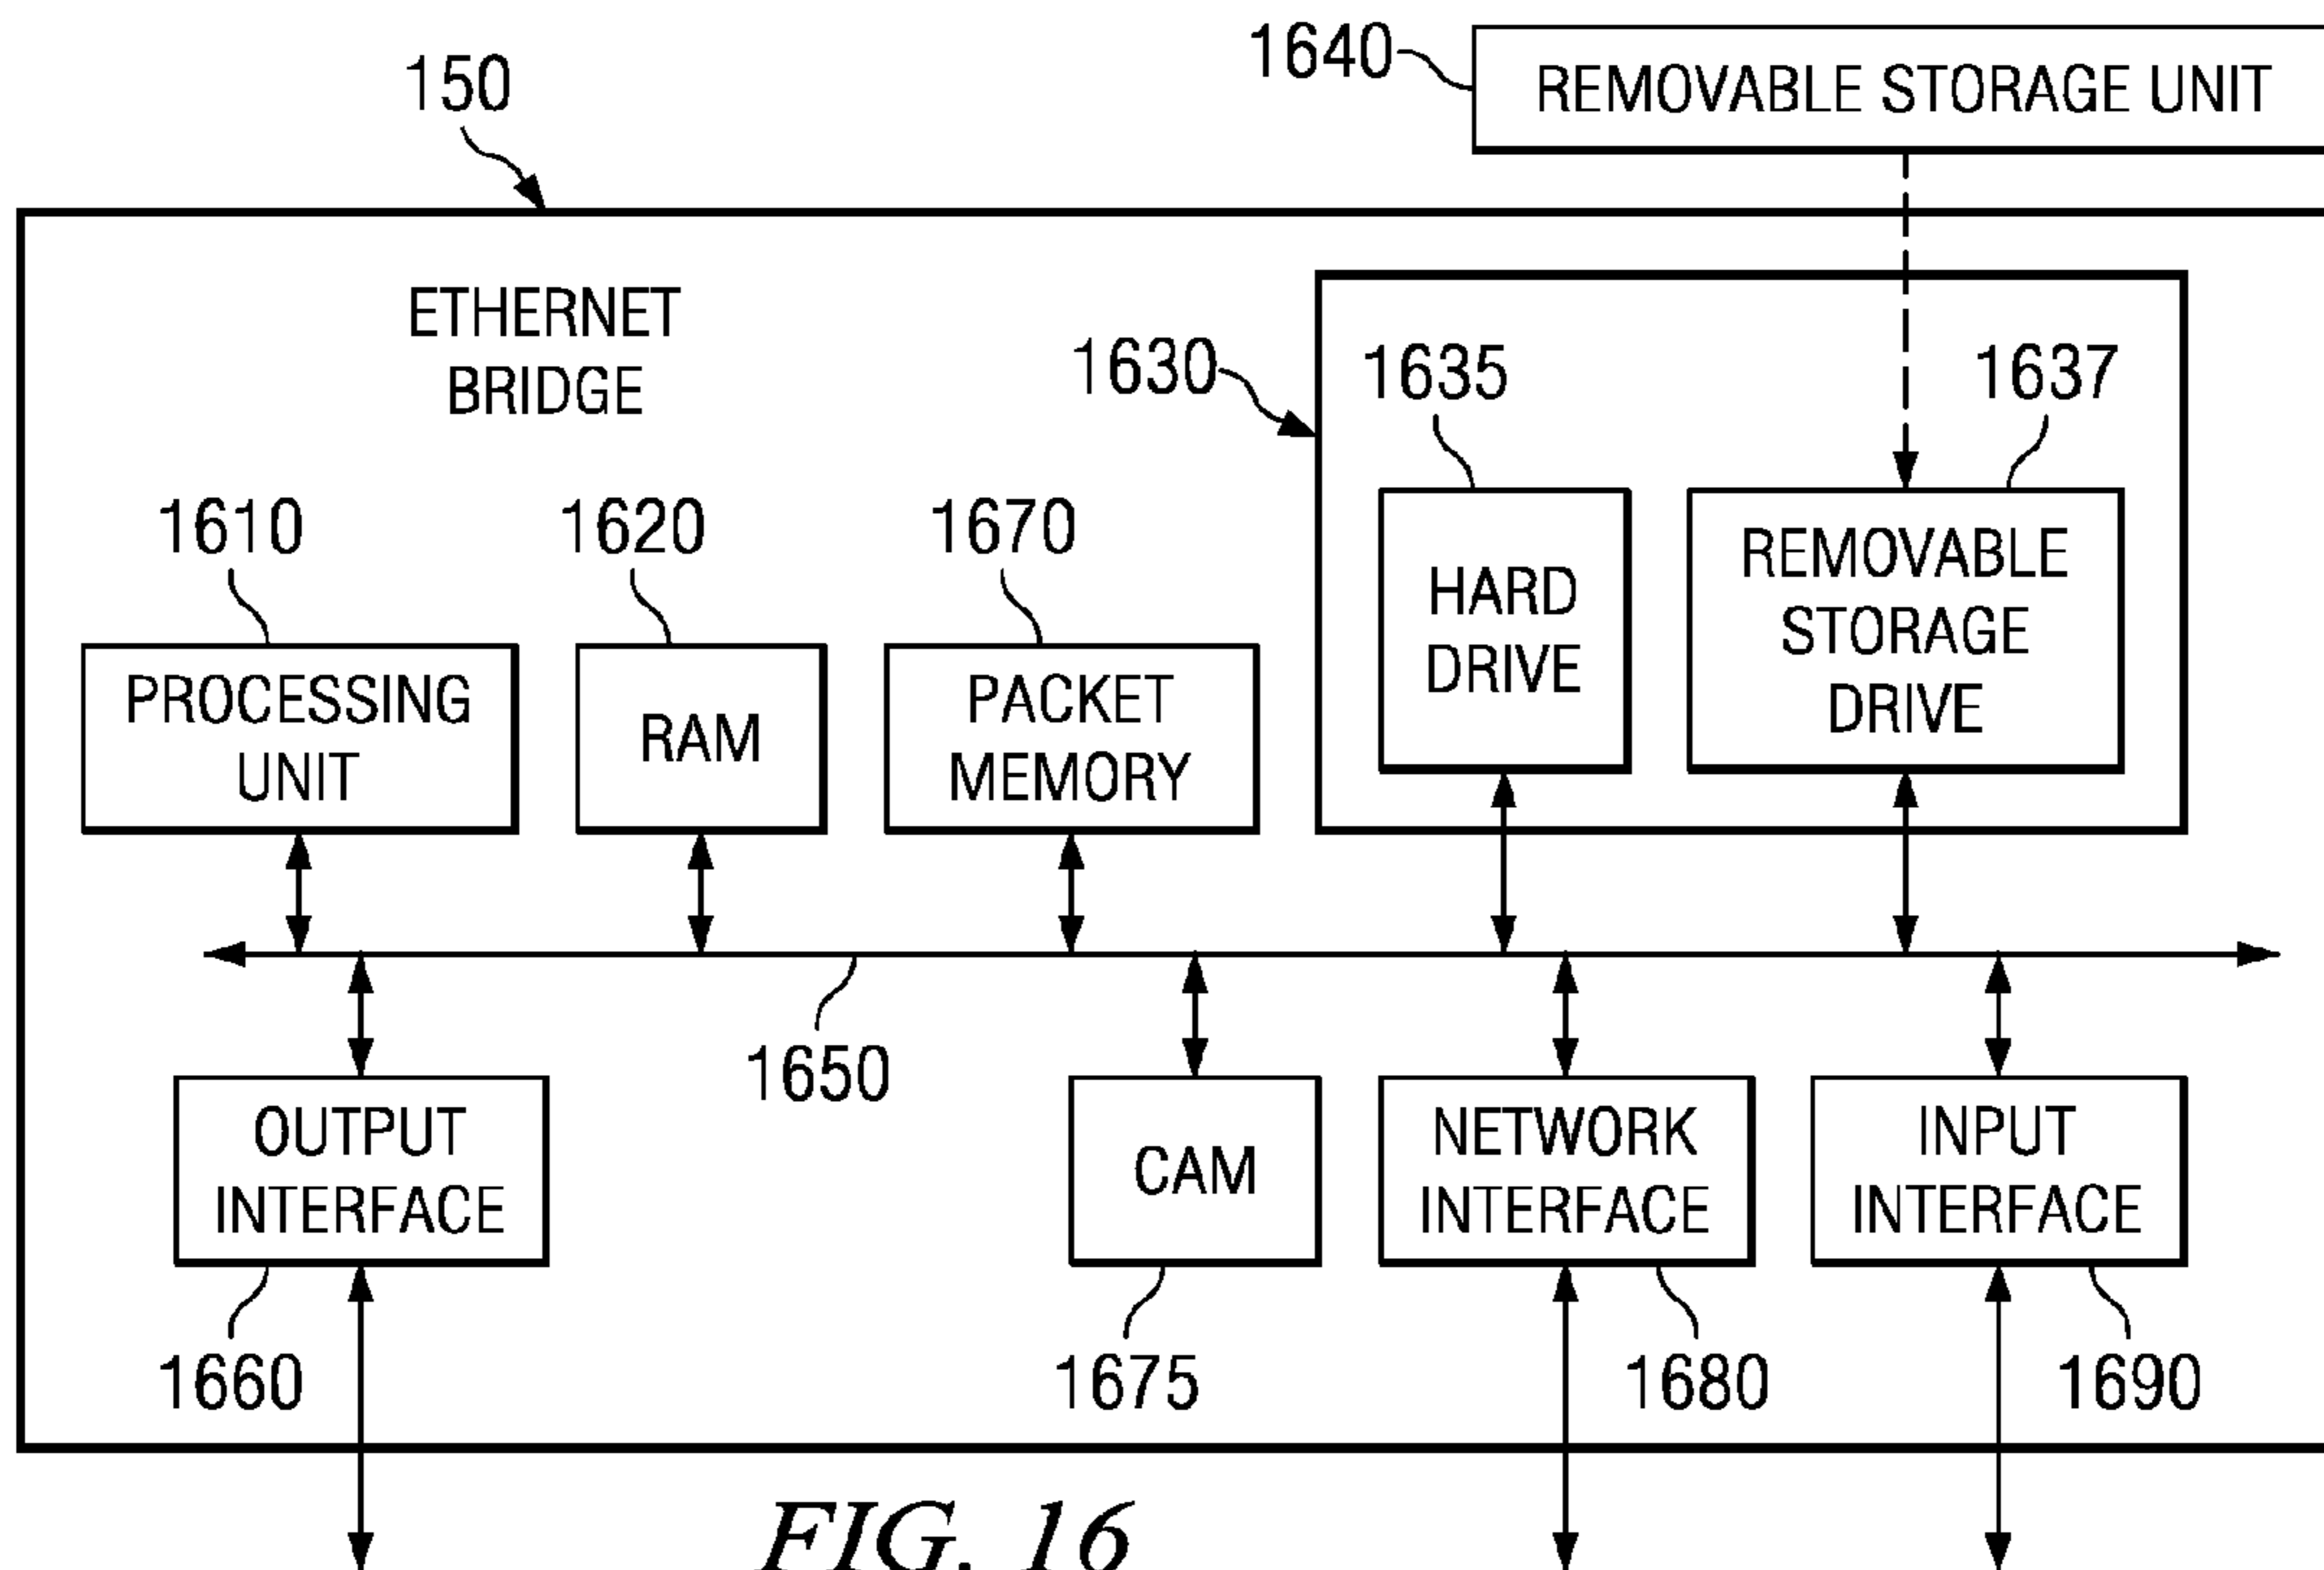 150
1640
REMOVABLE STORAGE UNIT
ETHERNET
BRIDGE
1630
1635
1637
1610
1620
1670
HARD
DRIVE
REMOVABLE
STORAGE
DRIVE
PROCESSING
UNIT
RAM
PACKET
MEMORY
1650
OUTPUT
INTERFACE
CAM
NETWORK
INTERFACE
INPUT
INTERFACE
1660
1675
1680
1690
FIG. 16